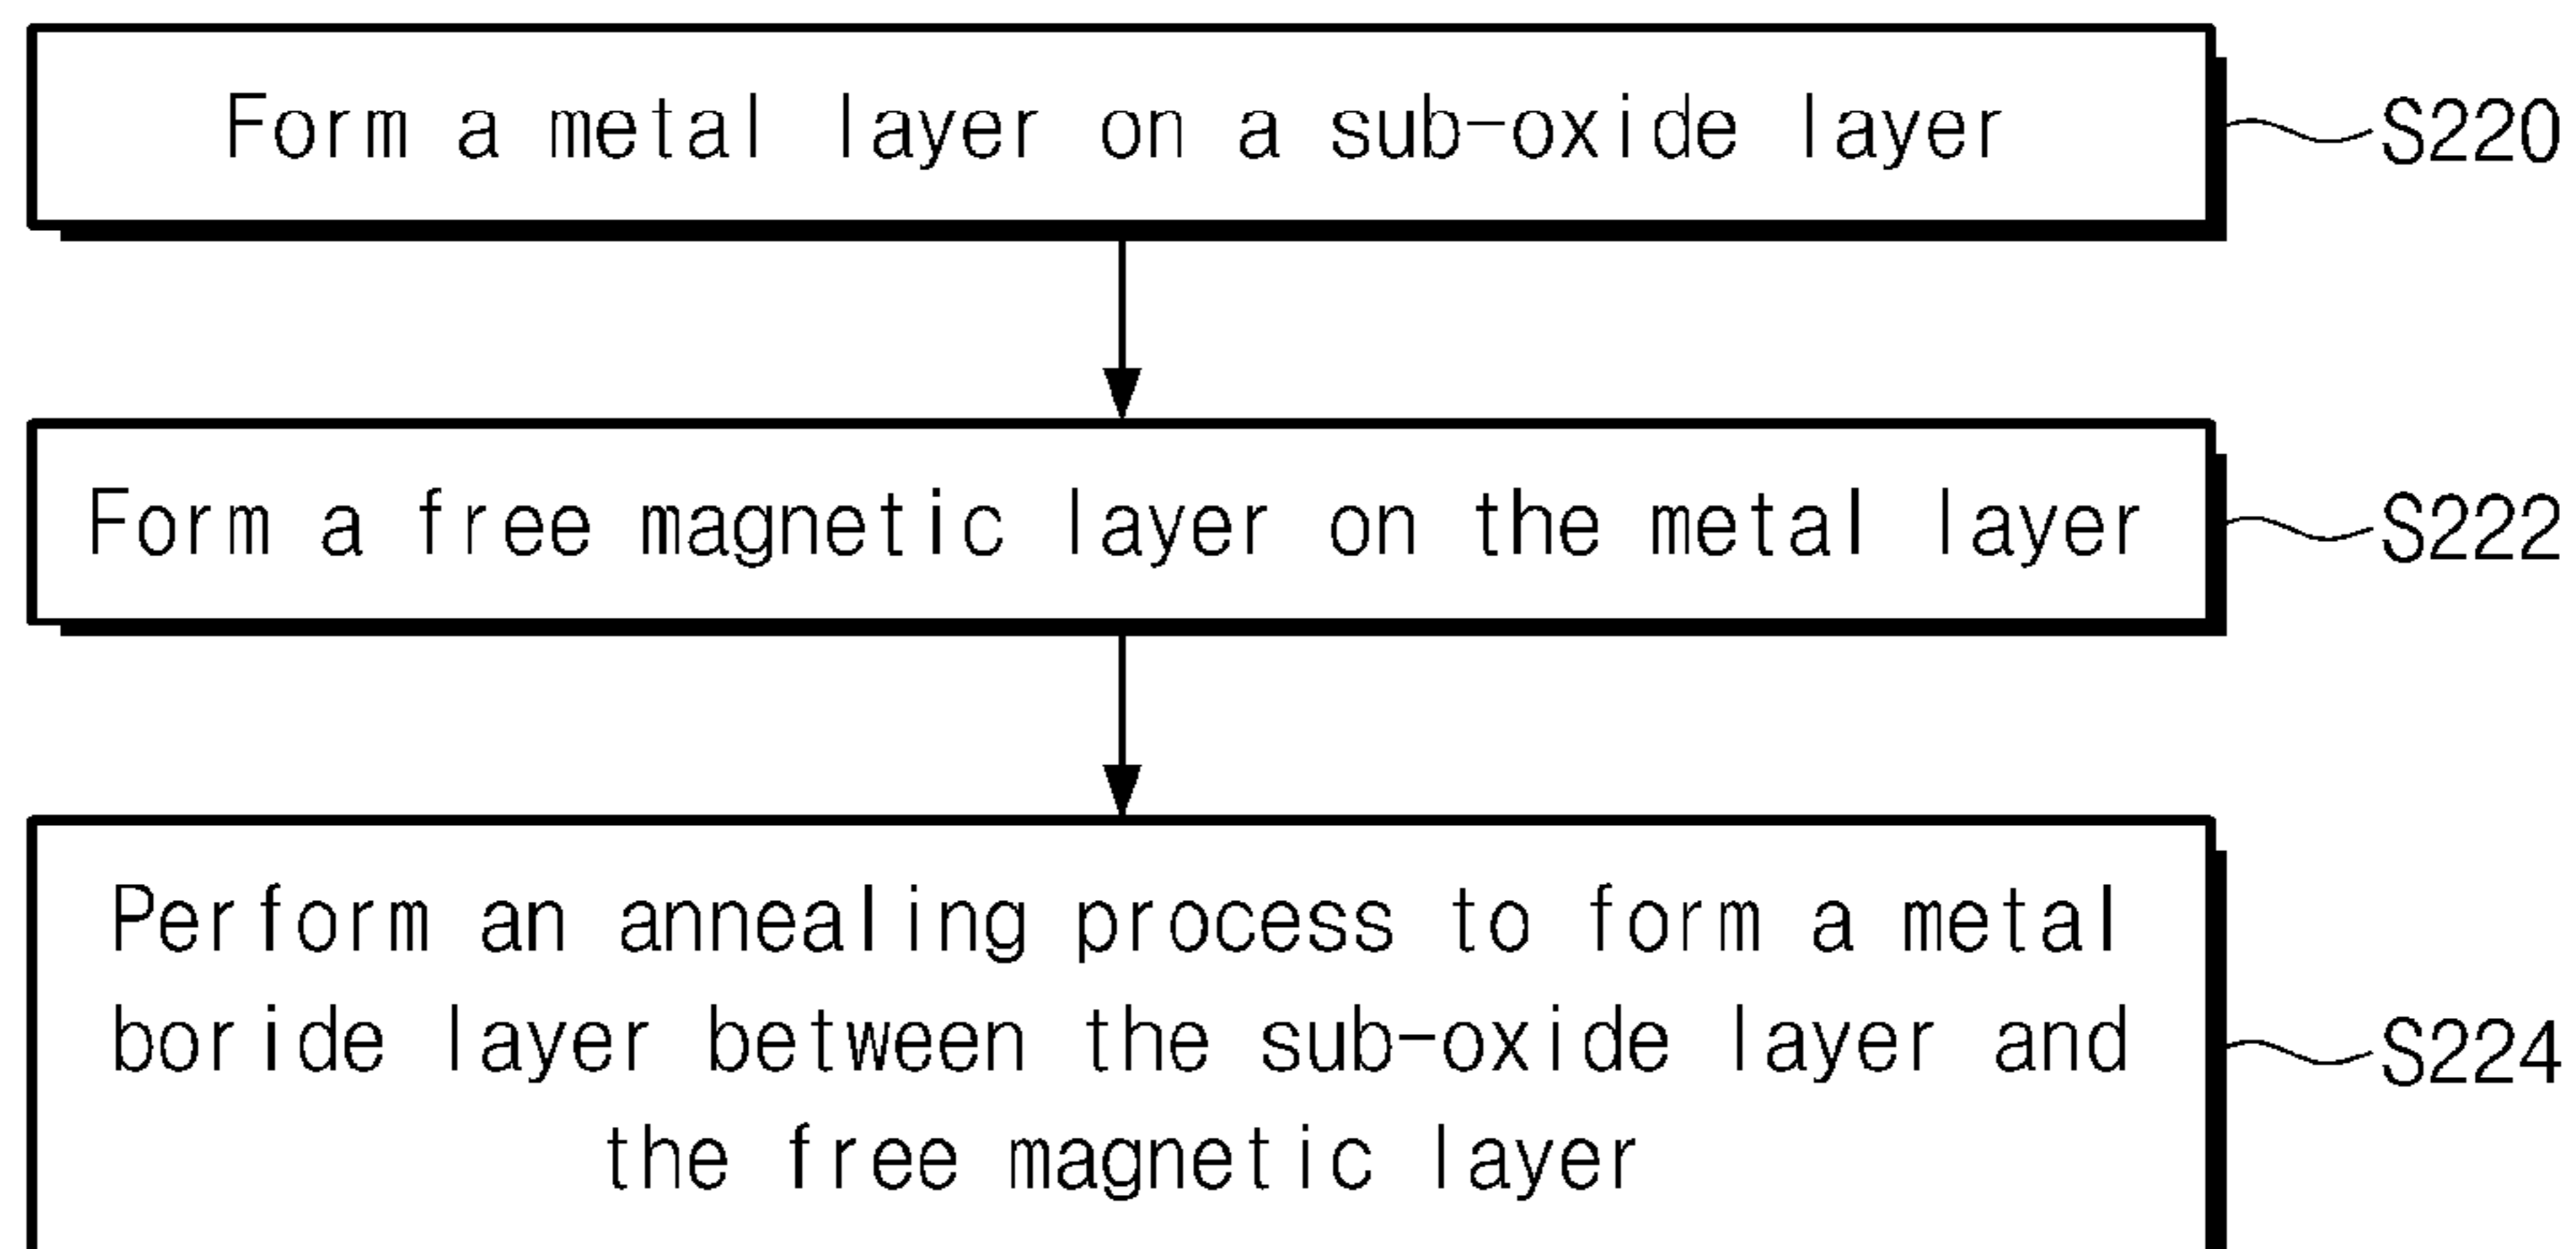 Form a metal layer on a sub-oxide layer
S220
Form a free magnetic layer on the metal layer
S222
Perform an annealing process to form a metal
boride layer between the sub-oxide layer and
the free magnetic layer
S224